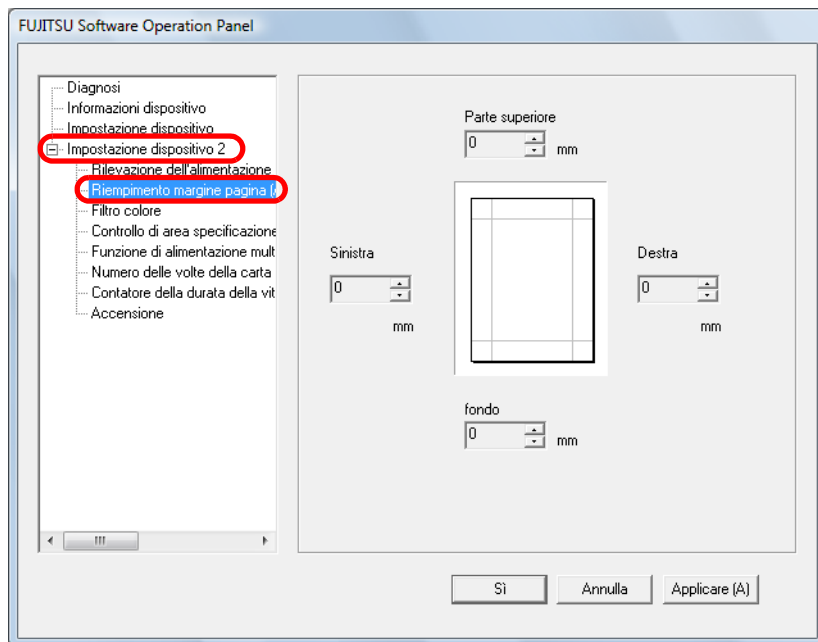 FUJITSU Software Operation Panel
Diagnosi
Informazioni dispositivo
Impostazione dispositivo
Impostazione dispositivo 2
Rilevazione dell'alimentazione
Riempimento margine pagina (A
Filtro colore
Controllo di area specificazione
Funzione di alimentazione mult
Numero delle volte della carta
Contatore della durata della vit
Accensione
Parte superiore
0 mm
Sinistra
0
mm
Destra
0
mm
fondo
0 mm
Sì Annulla Applicare (A)